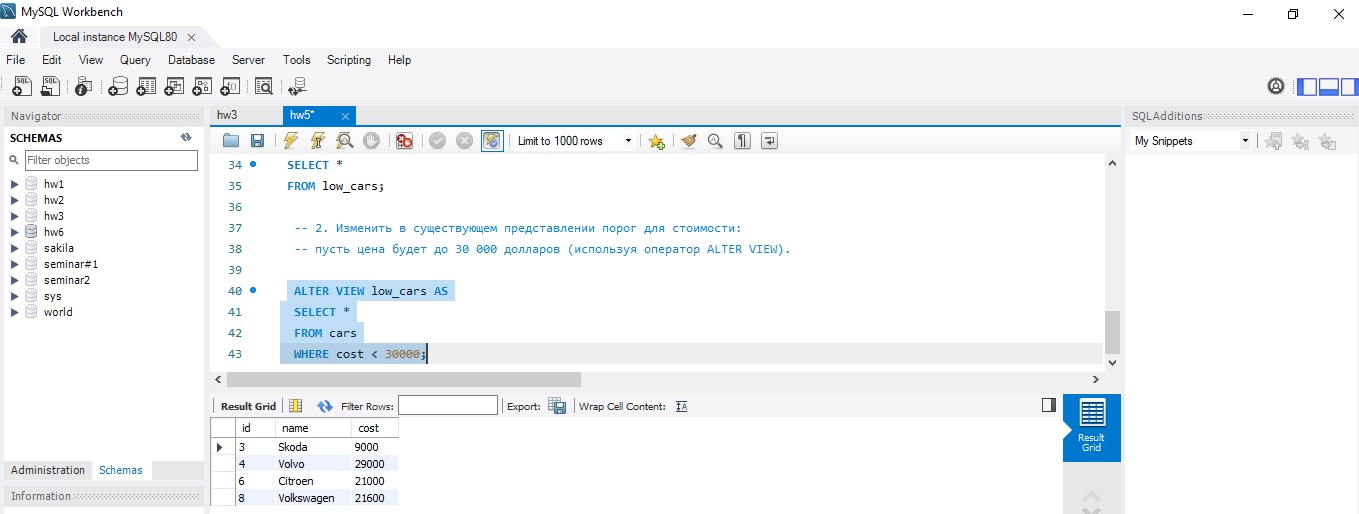 MySQL Workbench
Local instance MySQL80 ×
File Edit View Query Database Server Tools Scripting Help
Navigator
SCHEMAS
Filter objects
hw1
hw2
hw3
hw6
sakila
seminar#1
seminar2
sys
world
Administration Schemas
Information
hw3 hw5* ×
Limit to 1000 rows
34 SELECT *
35 FROM low_cars;
36
37 -- 2. Изменить в существующем представлении порог для стоимости:
38 -- пусть цена будет до 30 000 долларов (используя оператор ALTER VIEW).
39
40 ALTER VIEW low_cars AS
41 SELECT *
42 FROM cars
43 WHERE cost < 30000;
Result Grid Filter Rows: Export: Wrap Cell Content:
id name cost
3 Skoda 9000
4 Volvo 29000
6 Citroen 21000
8 Volkswagen 21600
Result
Grid
SQLAdditions
My Snippets